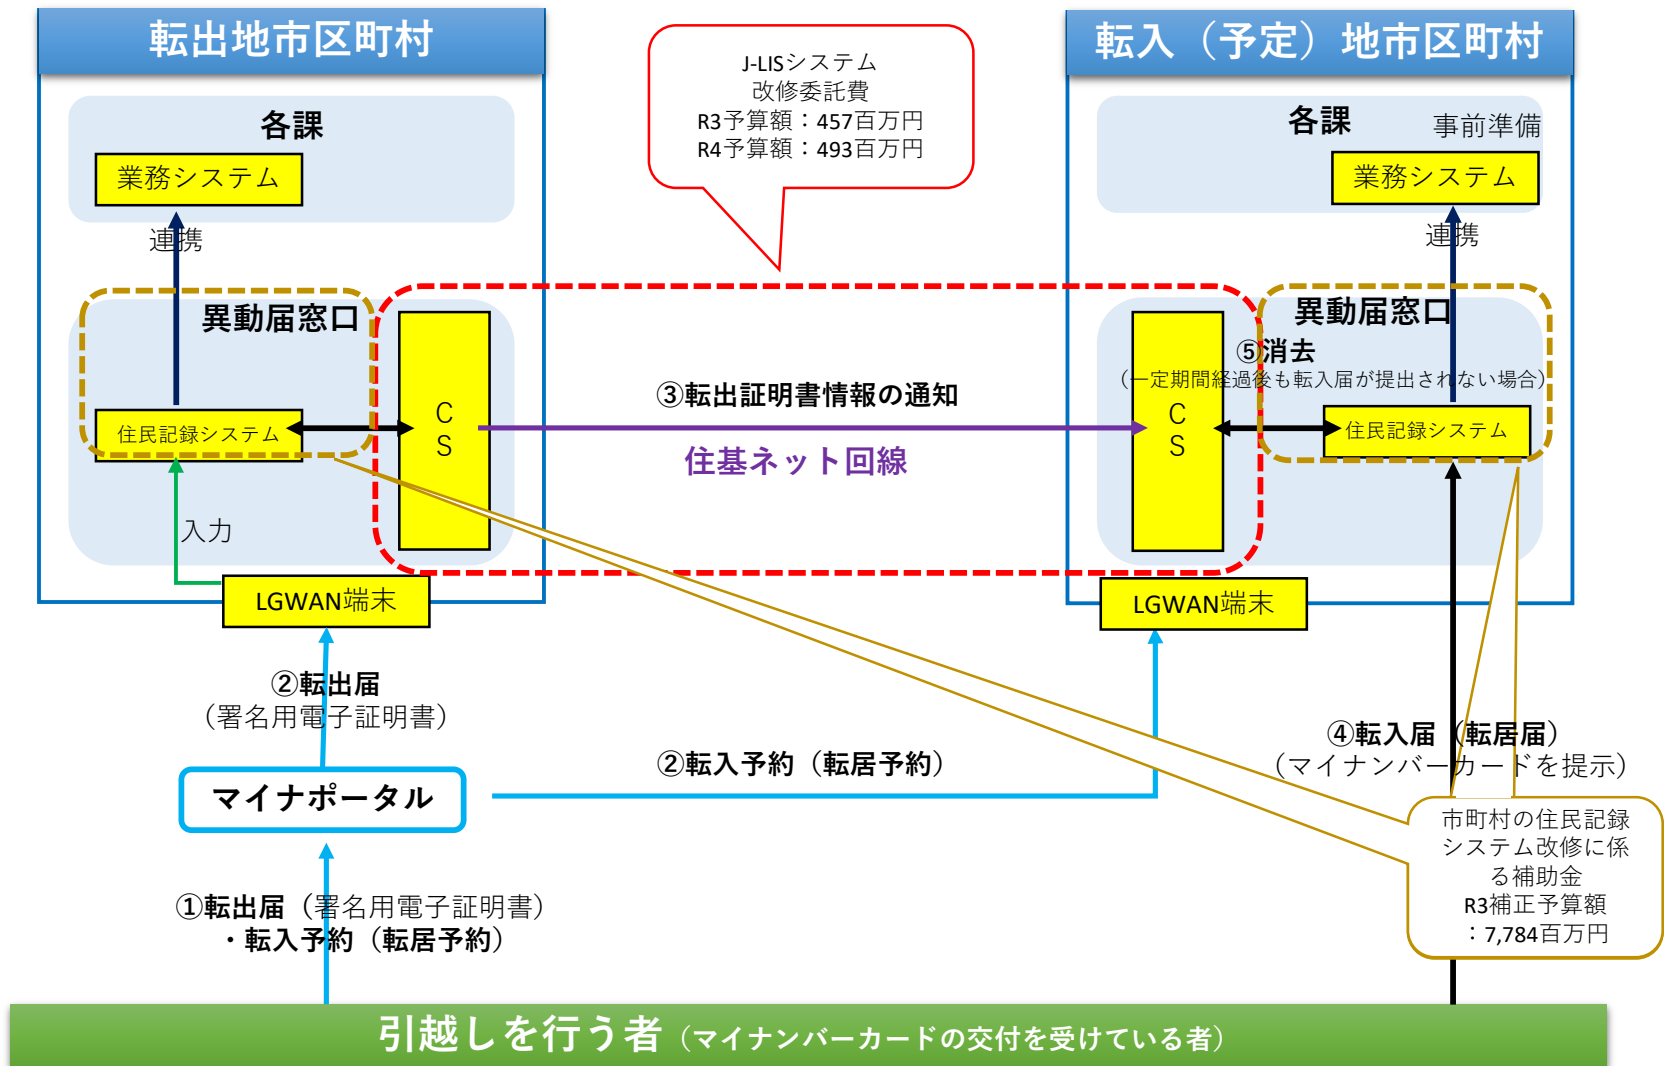 転出地市区町村
転入（予定）地市区町村
J-LISシステム
改修委託費
R3予算額：457百万円
R4予算額：493百万円
各課
業務システム
連携
各課
事前準備
業務システム
連携
異動届窓口
住民記録システム
CS
入力
LGWAN端末
③転出証明書情報の通知
住基ネット回線
異動届窓口
⑤消去
（一定期間経過後も転入届が提出されない場合）
CS
住民記録システム
LGWAN端末
②転出届
（署名用電子証明書）
マイナポータル
②転入予約（転居予約）
④転入届（転居届）
（マイナンバーカードを提示）
市町村の住民記録
システム改修に係
る補助金
R3補正予算額
：7,784百万円
①転出届（署名用電子証明書）
・転入予約（転居予約）
引越しを行う者（マイナンバーカードの交付を受けている者）